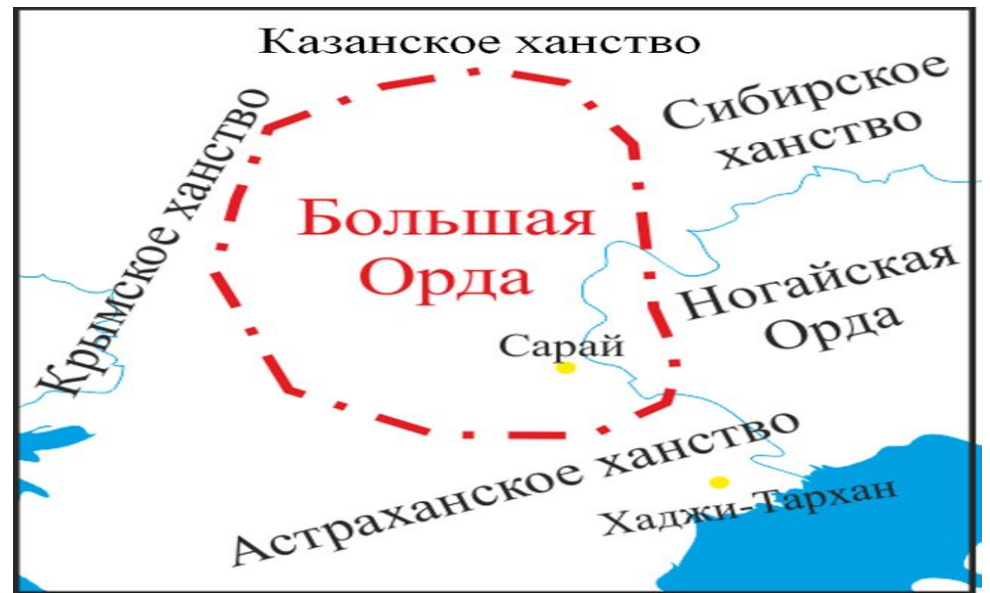 Казанское ханство
Сибирское
ханство
Крымское ханство
Большая
Орда
Ногайская
Орда
Сарай
Астраханское ханство
Хаджи-Тархан